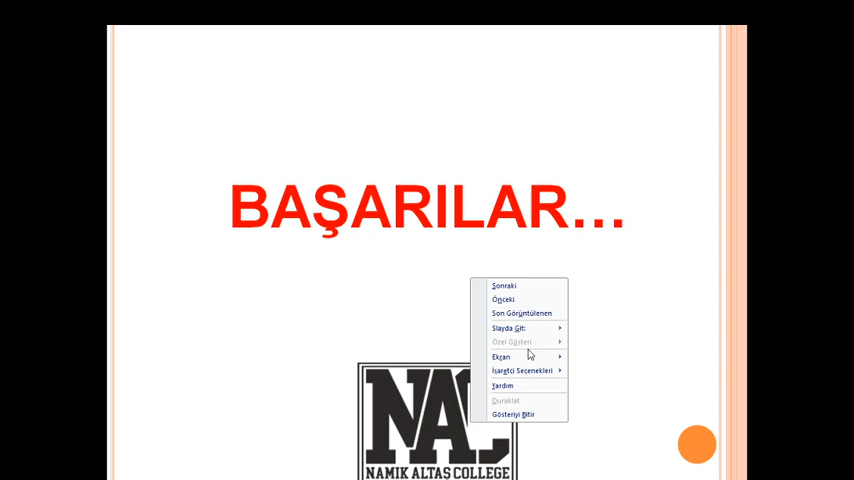 BAŞARILAR...
Sonraki
Önceki
Son Görüntülenen
Slayda Git:
Özel Gösteri
Ekran
İşaretçi Seçenekleri
Yardım
Duraklat
Gösteriyi Bitir
NAC
NAMIK ALTAŞ COLLEGE